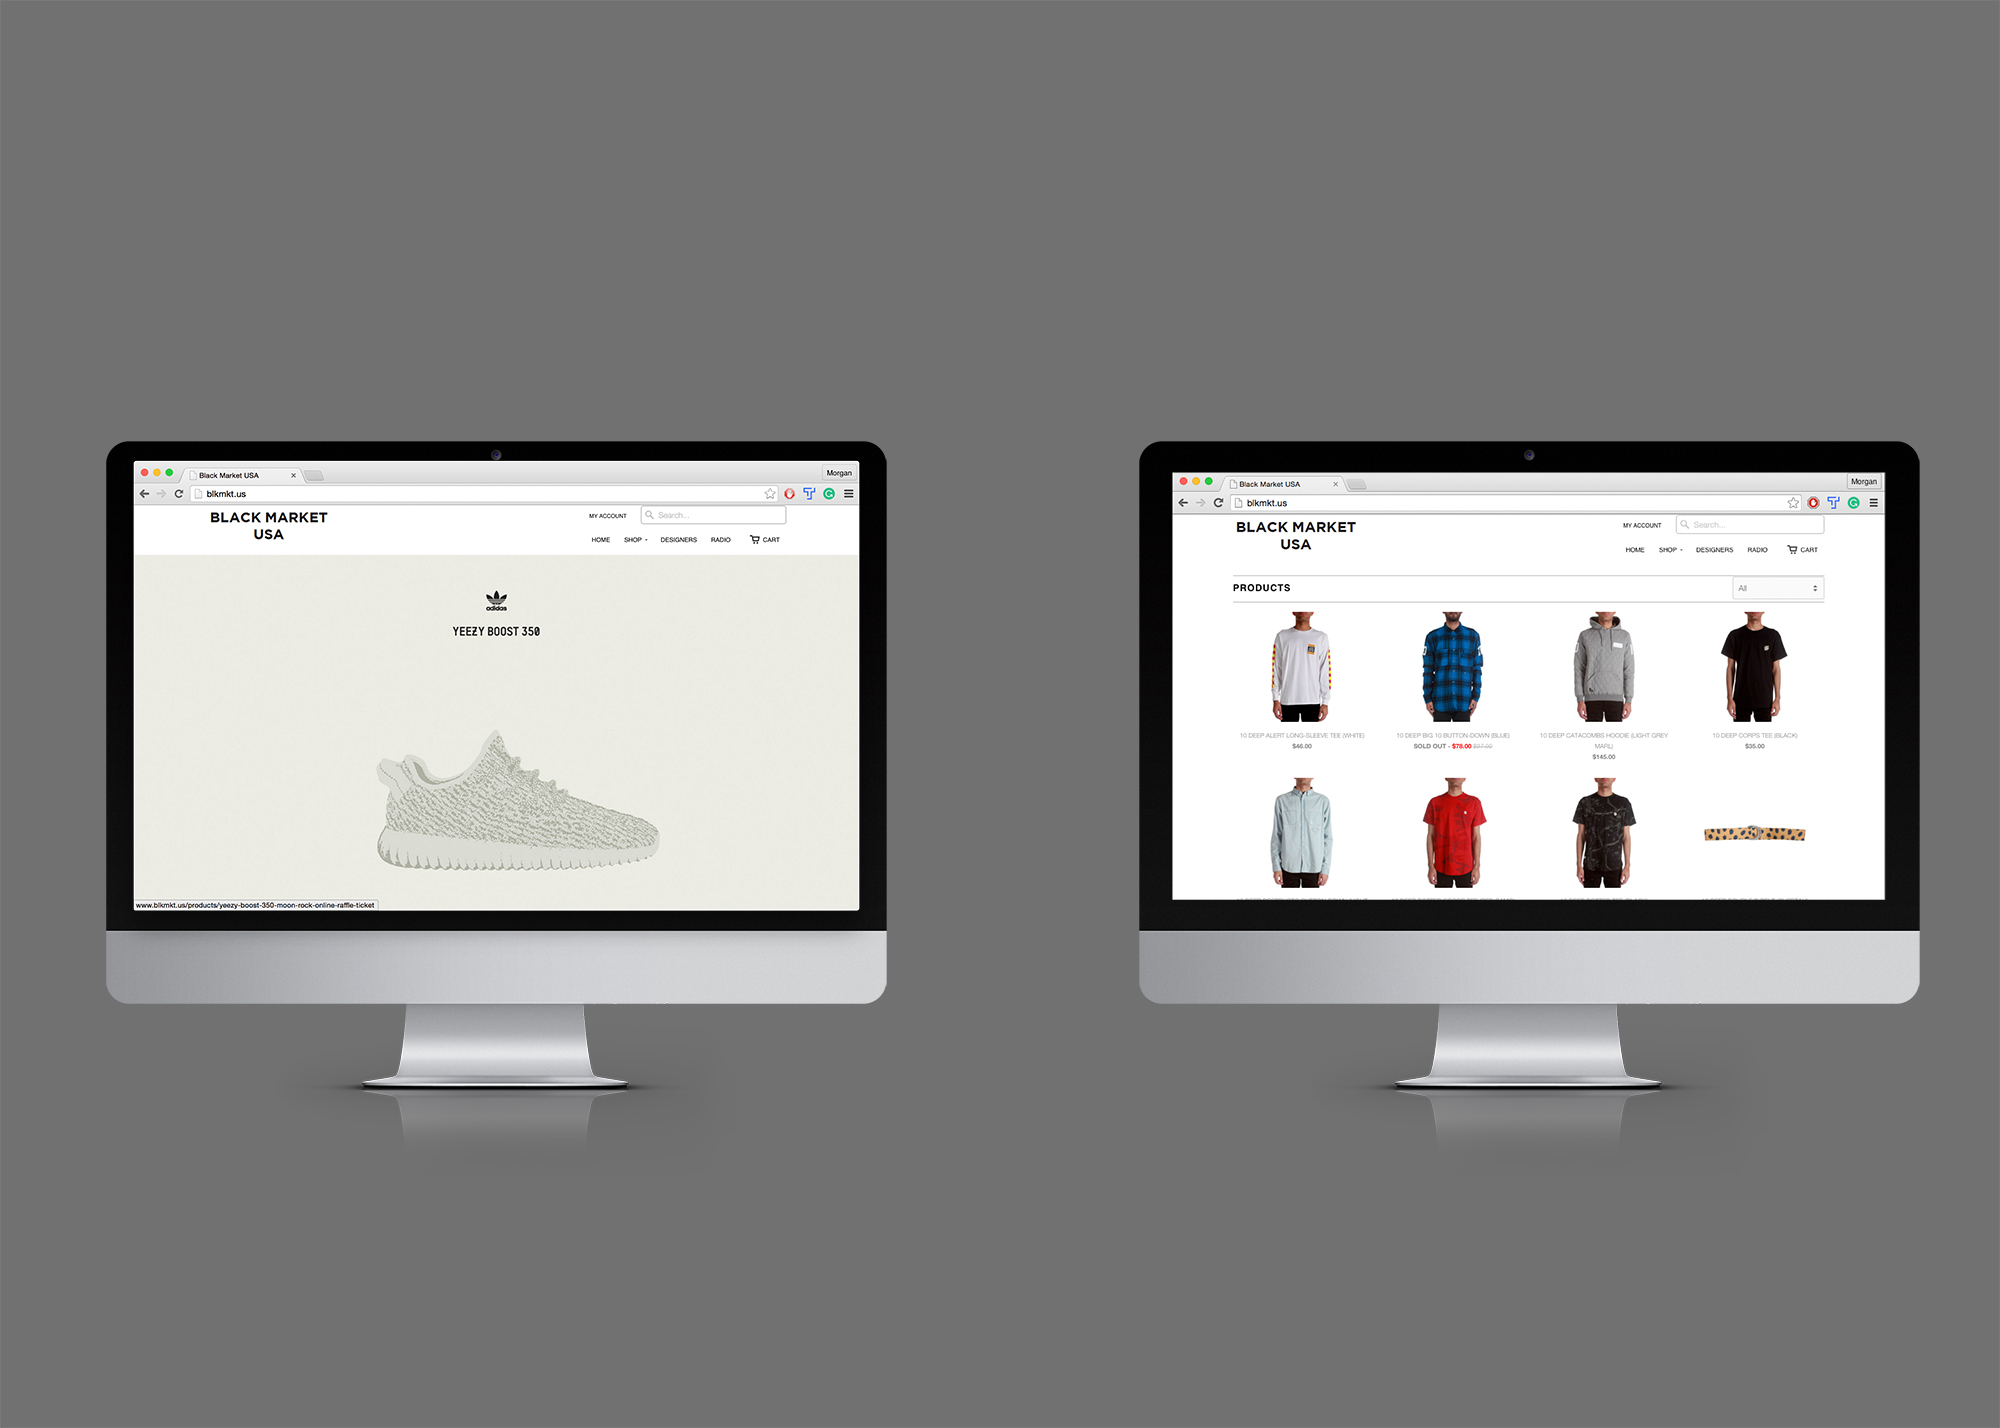 Black Market USA
Morgan
blkmkt.us
BLACK MARKET
USA
MY ACCOUNT
Search...
HOME
SHOP
DESIGNERS
RADIO
CART
adidas
YEEZY BOOST 350
www.blkmkt.us/products/yeezy-boost-350-moon-rock-online-raffle-ticket
Black Market USA
Morgan
blkmkt.us
BLACK MARKET
USA
MY ACCOUNT
Search...
HOME
SHOP
DESIGNERS
RADIO
CART
PRODUCTS
All
10 DEEP ALERT LONG-SLEEVE TEE (WHITE)
$46.00
10 DEEP BIG 10 BUTTON-DOWN (BLUE)
SOLD OUT - $78.00 $97.00
10 DEEP CATACOMBS HOODIE (LIGHT GREY
MARL)
$145.00
10 DEEP CORPS TEE (BLACK)
$35.00